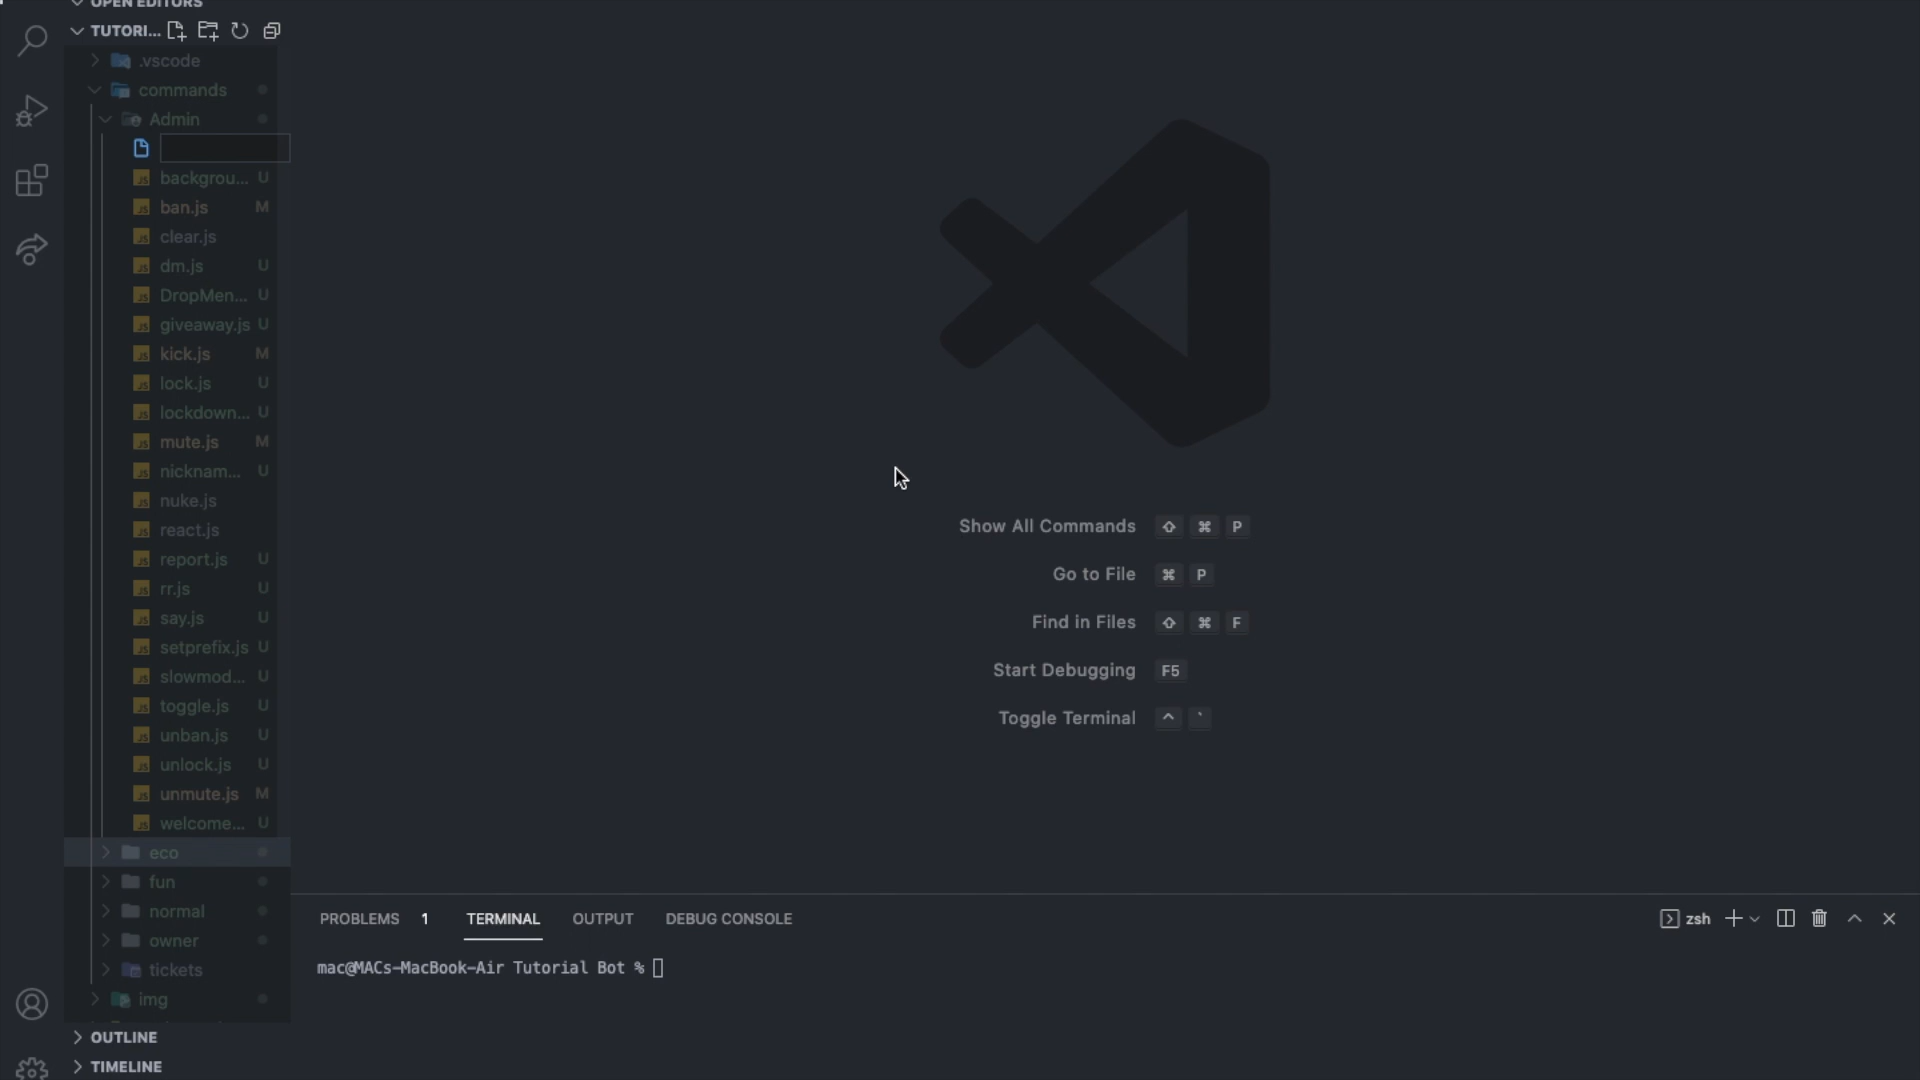 OPEN EDITORS
TUTORI...
.vscode
commands
Admin
backgrou... U
ban.js M
clear.js
dm.js U
DropMen... U
giveaway.js U
kick.js M
lock.js U
lockdown... U
mute.js M
nicknam... U
nuke.js
react.js
report.js U
rr.js U
say.js U
setprefix.js U
slowmod... U
toggle.js U
unban.js U
unlock.js U
unmute.js M
welcome... U
eco
fun
normal
owner
tickets
img
OUTLINE
TIMELINE
Show All Commands ⇧ ⌘ P
Go to File ⌘ P
Find in Files ⇧ ⌘ F
Start Debugging F5
Toggle Terminal ^ `
PROBLEMS 1 TERMINAL OUTPUT DEBUG CONSOLE zsh
mac@MACs-MacBook-Air Tutorial Bot %